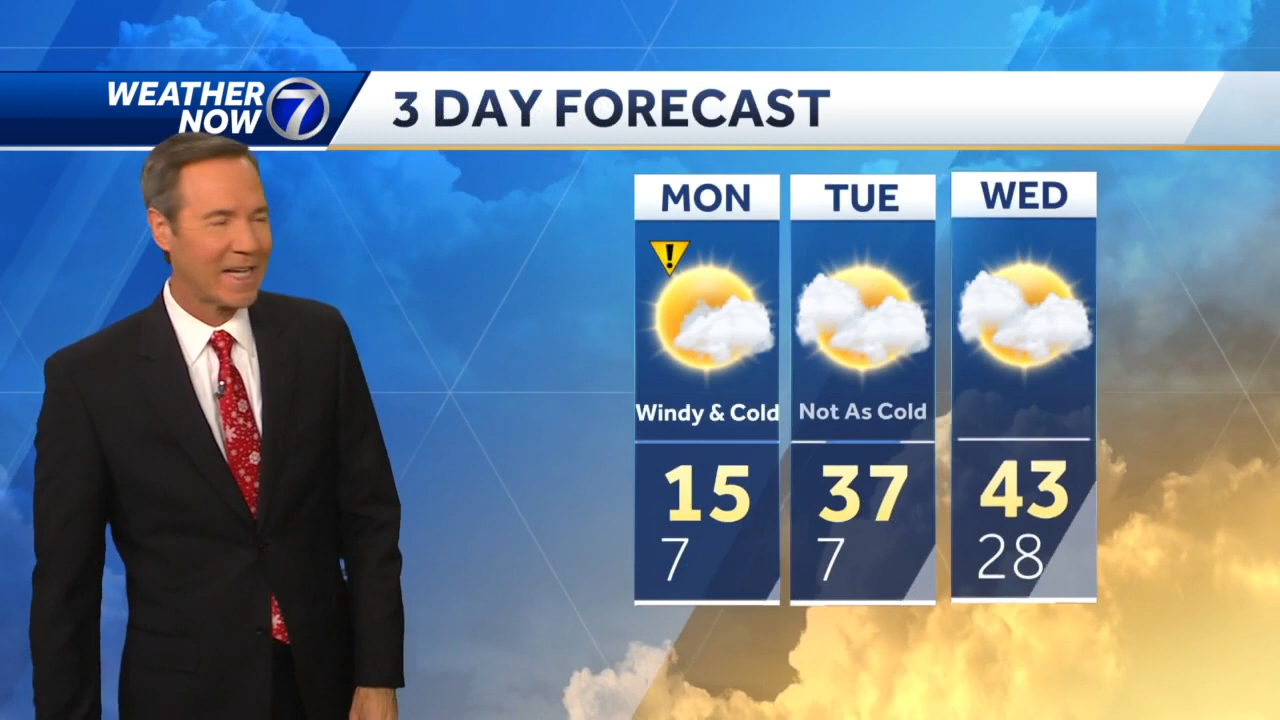 WEATHER
NOW 7
3 DAY FORECAST
MON
TUE
WED
!
Windy & Cold
Not As Cold
15
37
43
7
7
28